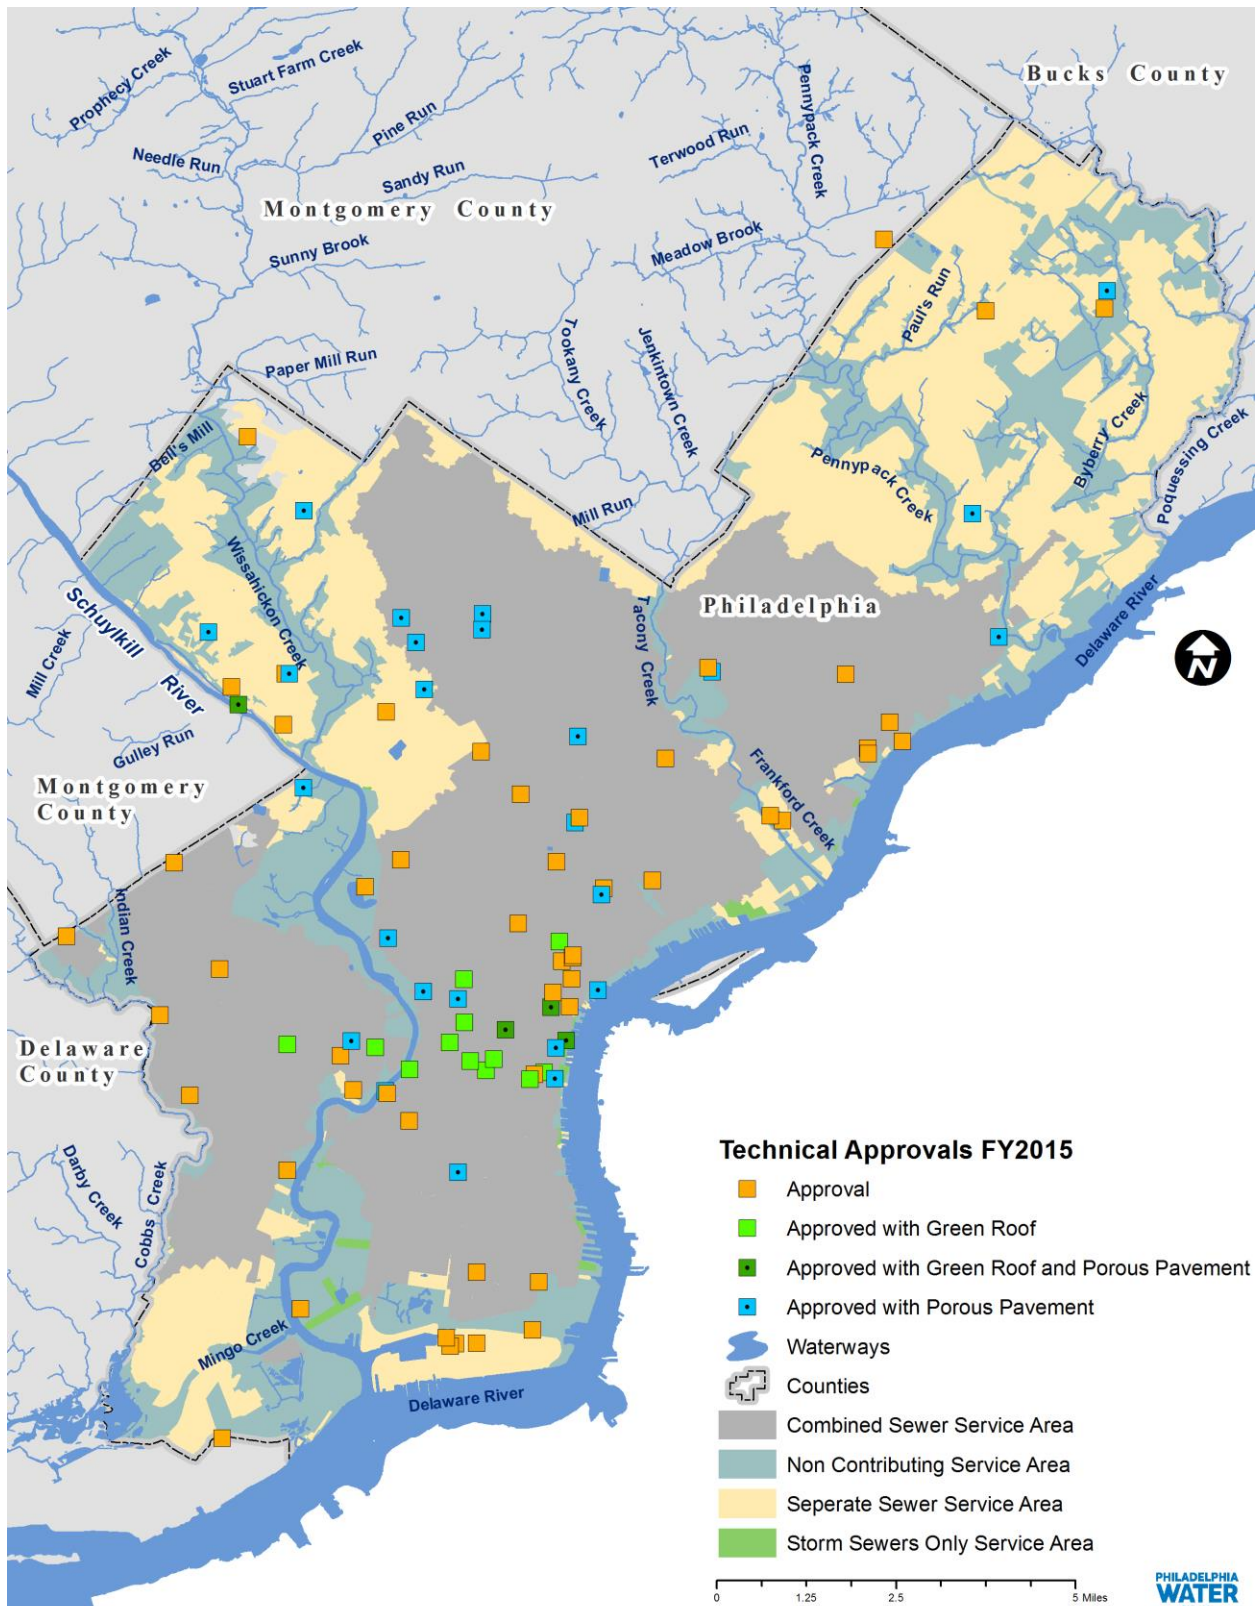 Bucks County
Prophecy Creek
Stuart Farm Creek
Pine Run
Needle Run
Sandy Run
Terwood Run
Pennypack Creek
Montgomery County
Sunny Brook
Meadow Brook
Paul's Run
Paper Mill Run
Tookany Creek
Jenkintown Creek
Bell's Mill
Byberry Creek
Pennypack Creek
Poquessing Creek
Mill Run
Wissahickon Creek
Schuylkill
River
Mill Creek
Tacony Creek
Philadelphia
Delaware River
N
Gulley Run
Montgomery
County
Frankford Creek
Indian Creek
Delaware
County
Darby Creek
Cobbs Creek
Mingo Creek
Delaware River
Technical Approvals FY2015
Approval
Approved with Green Roof
Approved with Green Roof and Porous Pavement
Approved with Porous Pavement
Waterways
Counties
Combined Sewer Service Area
Non Contributing Service Area
Seperate Sewer Service Area
Storm Sewers Only Service Area
0 1.25 2.5 5 Miles
PHILADELPHIA
WATER